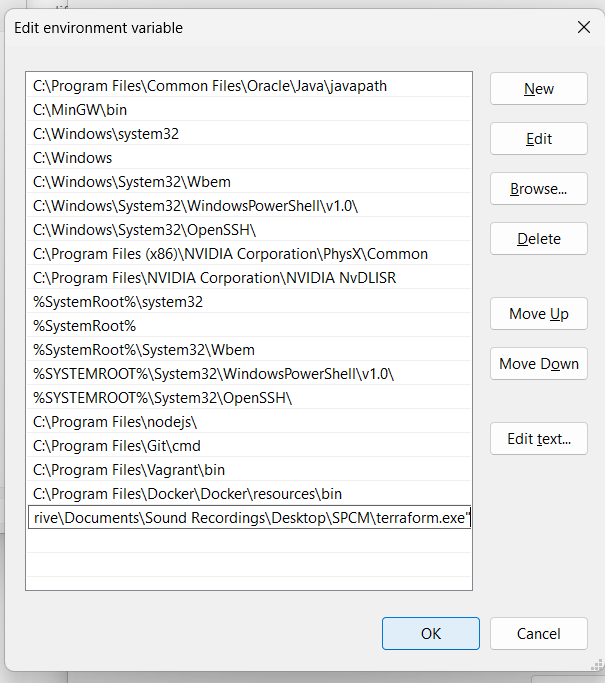 Edit environment variable
C:\Program Files\Common Files\Oracle\Java\javapath
C:\MinGW\bin
C:\Windows\system32
C:\Windows
C:\Windows\System32\Wbem
C:\Windows\System32\WindowsPowerShell\v1.0\
C:\Windows\System32\OpenSSH\
C:\Program Files (x86)\NVIDIA Corporation\PhysX\Common
C:\Program Files\NVIDIA Corporation\NVIDIA NvDLISR
%SystemRoot%\system32
%SystemRoot%
%SystemRoot%\System32\Wbem
%SYSTEMROOT%\System32\WindowsPowerShell\v1.0\
%SYSTEMROOT%\System32\OpenSSH\
C:\Program Files\nodejs\
C:\Program Files\Git\cmd
C:\Program Files\Vagrant\bin
C:\Program Files\Docker\Docker\resources\bin
rive\Documents\Sound Recordings\Desktop\SPCM\terraform.exe"
New
Edit
Browse...
Delete
Move Up
Move Down
Edit text...
OK
Cancel